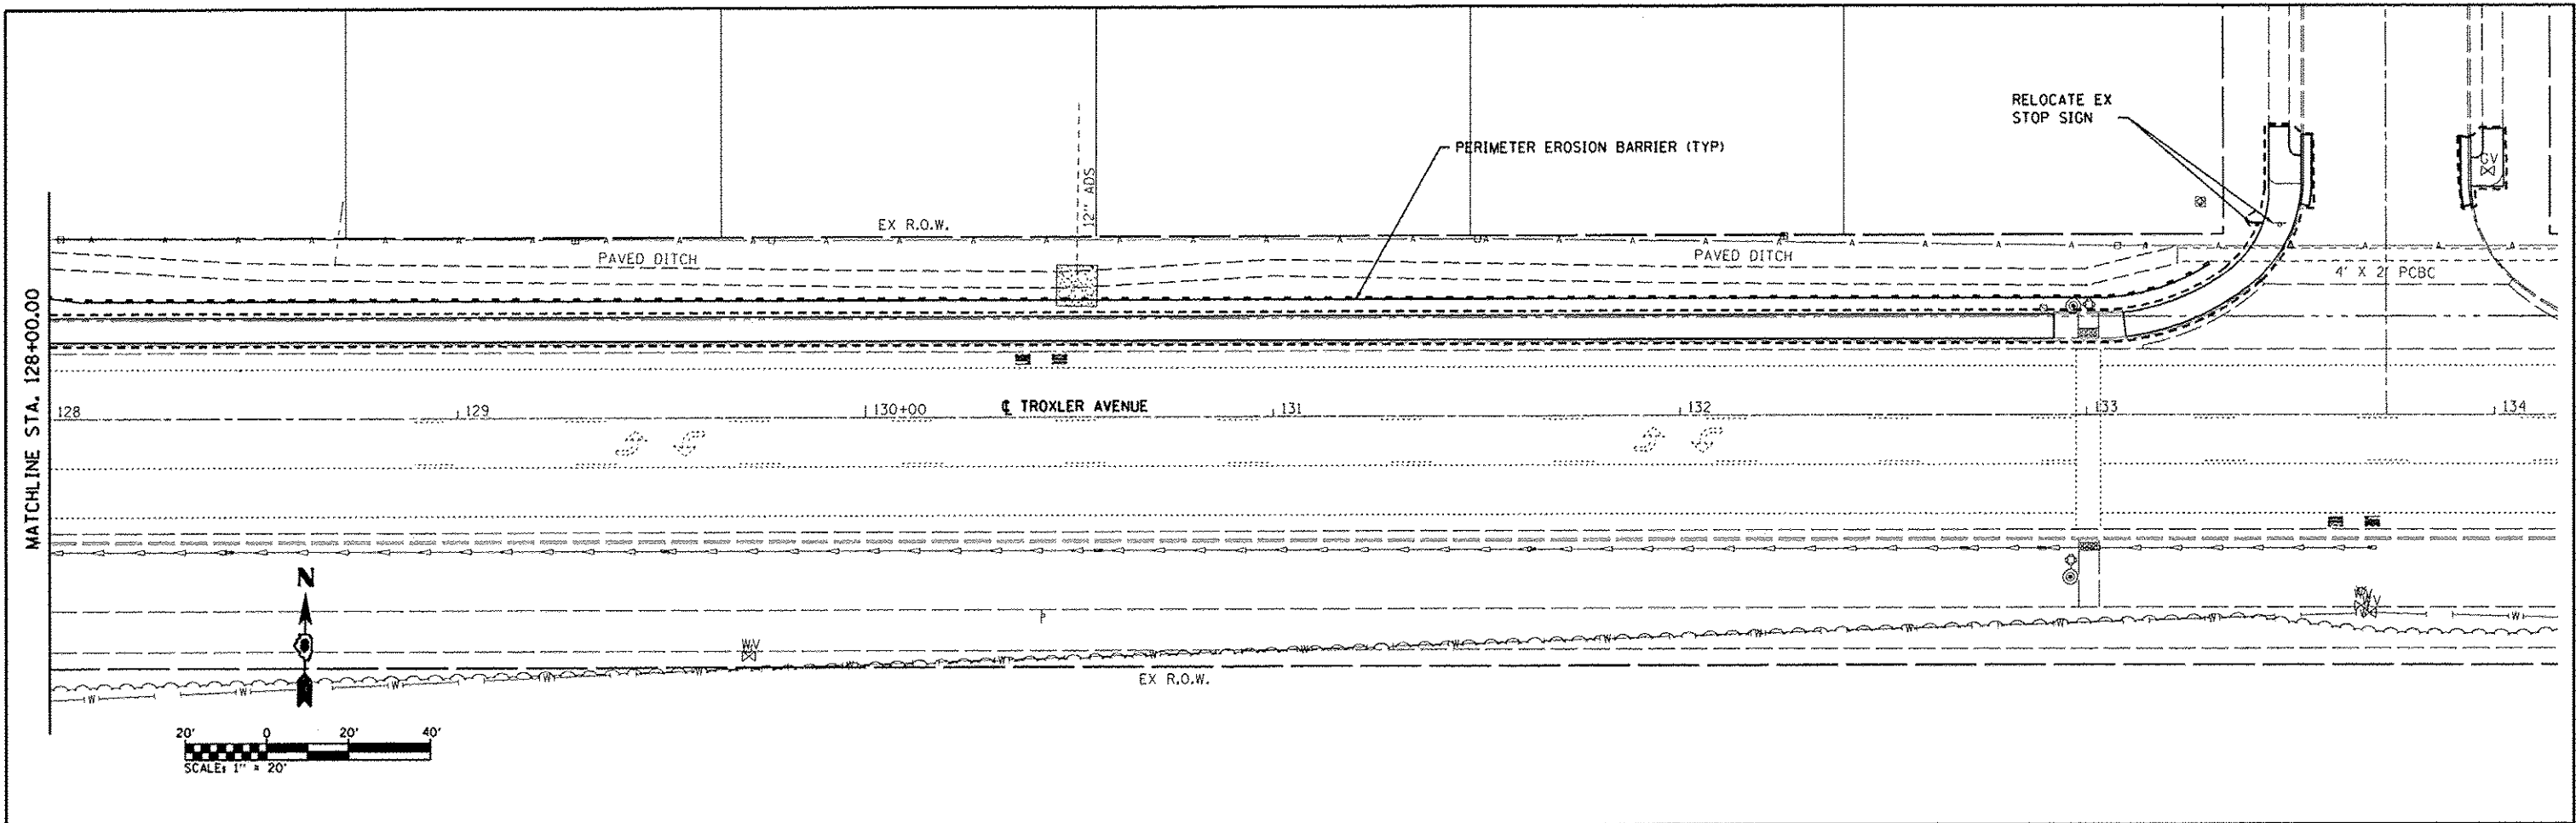 RELOCATE EX
STOP SIGN
PERIMETER EROSION BARRIER (TYP)
GV
12" ADS
EX R.O.W.
PAVED DITCH
PAVED DITCH
4' X 2' PCBC
MATCHLINE STA. 128+00.00
128
129
130+00
℄ TROXLER AVENUE
131
132
133
134
N
P
WV
WV
EX R.O.W.
20'
0
20'
40'
SCALE: 1" = 20'